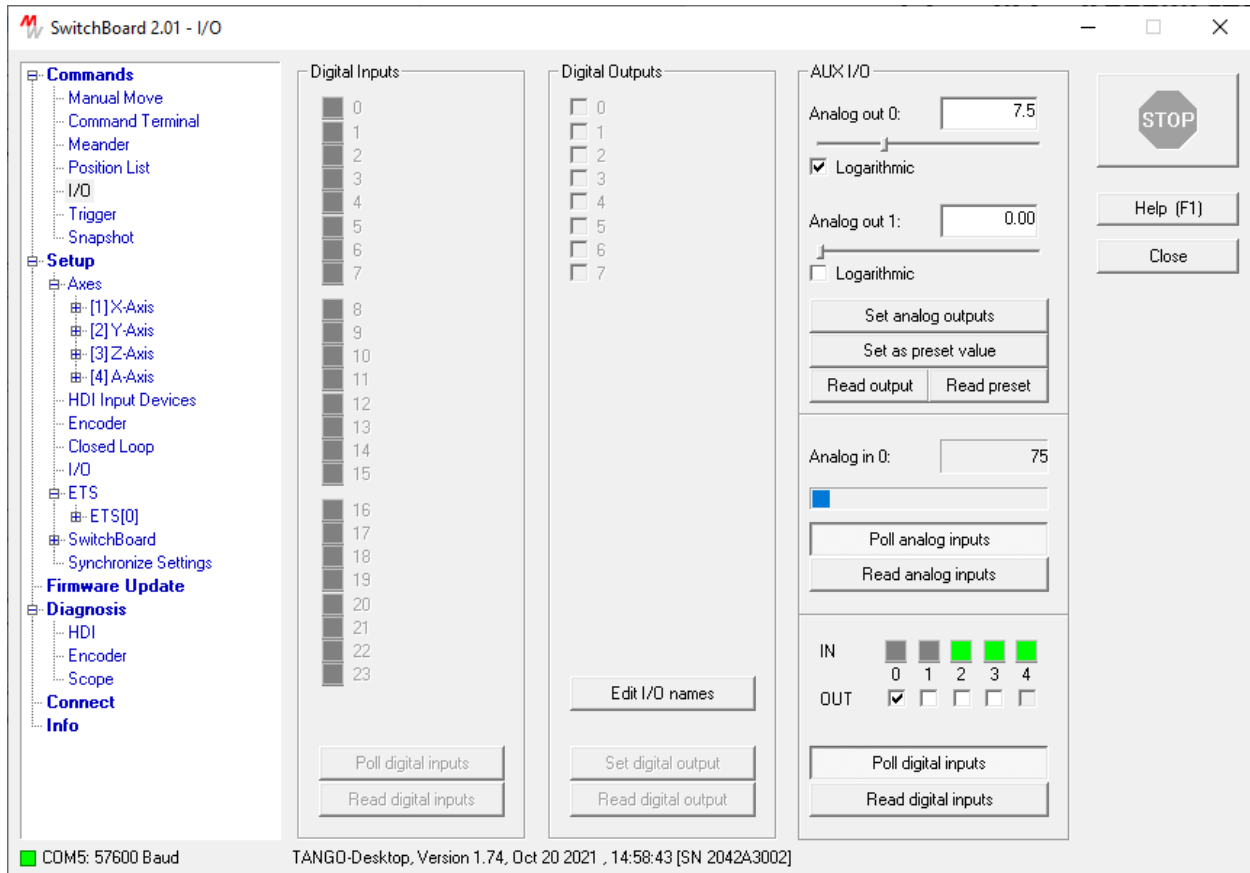 SwitchBoard 2.01 - I/O
Commands
Manual Move
Command Terminal
Meander
Position List
I/O
Trigger
Snapshot
Setup
Axes
[1] X-Axis
[2] Y-Axis
[3] Z-Axis
[4] A-Axis
HDI Input Devices
Encoder
Closed Loop
I/O
ETS
ETS[0]
SwitchBoard
Synchronize Settings
Firmware Update
Diagnosis
HDI
Encoder
Scope
Connect
Info
Digital Inputs
0
1
2
3
4
5
6
7
8
9
10
11
12
13
14
15
16
17
18
19
20
21
22
23
Poll digital inputs
Read digital inputs
Digital Outputs
0
1
2
3
4
5
6
7
Edit I/O names
Set digital output
Read digital output
AUX I/O
Analog out 0: 7.5
Logarithmic
Analog out 1: 0.00
Logarithmic
Set analog outputs
Set as preset value
Read output Read preset
Analog in 0: 75
Poll analog inputs
Read analog inputs
IN
0 1 2 3 4
OUT
Poll digital inputs
Read digital inputs
STOP
Help (F1)
Close
COM5: 57600 Baud TANGO-Desktop, Version 1.74, Oct 20 2021 , 14:58:43 [SN 2042A3002]